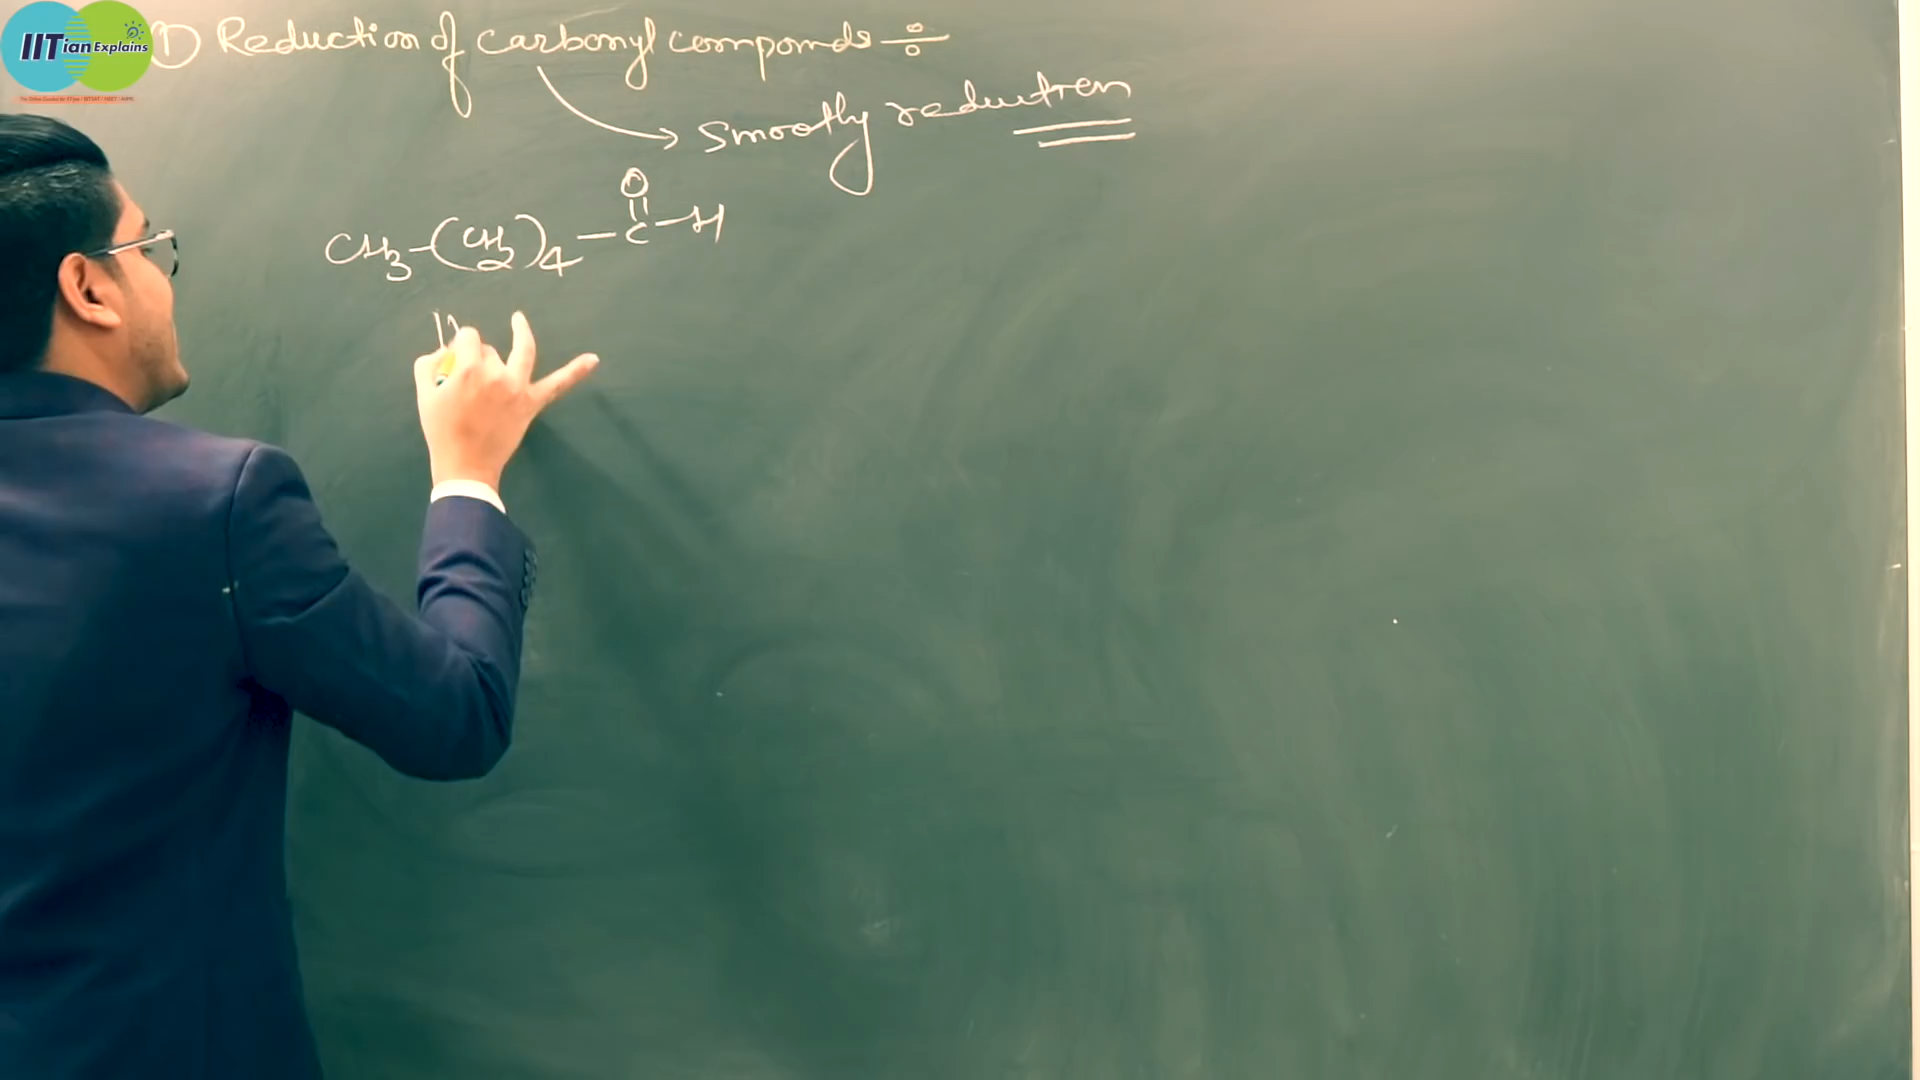 IITian Explains
① Reduction of carbonyl compounds ÷
→ Smoothly reduction
O
||
CH3-(CH2)4-C-H